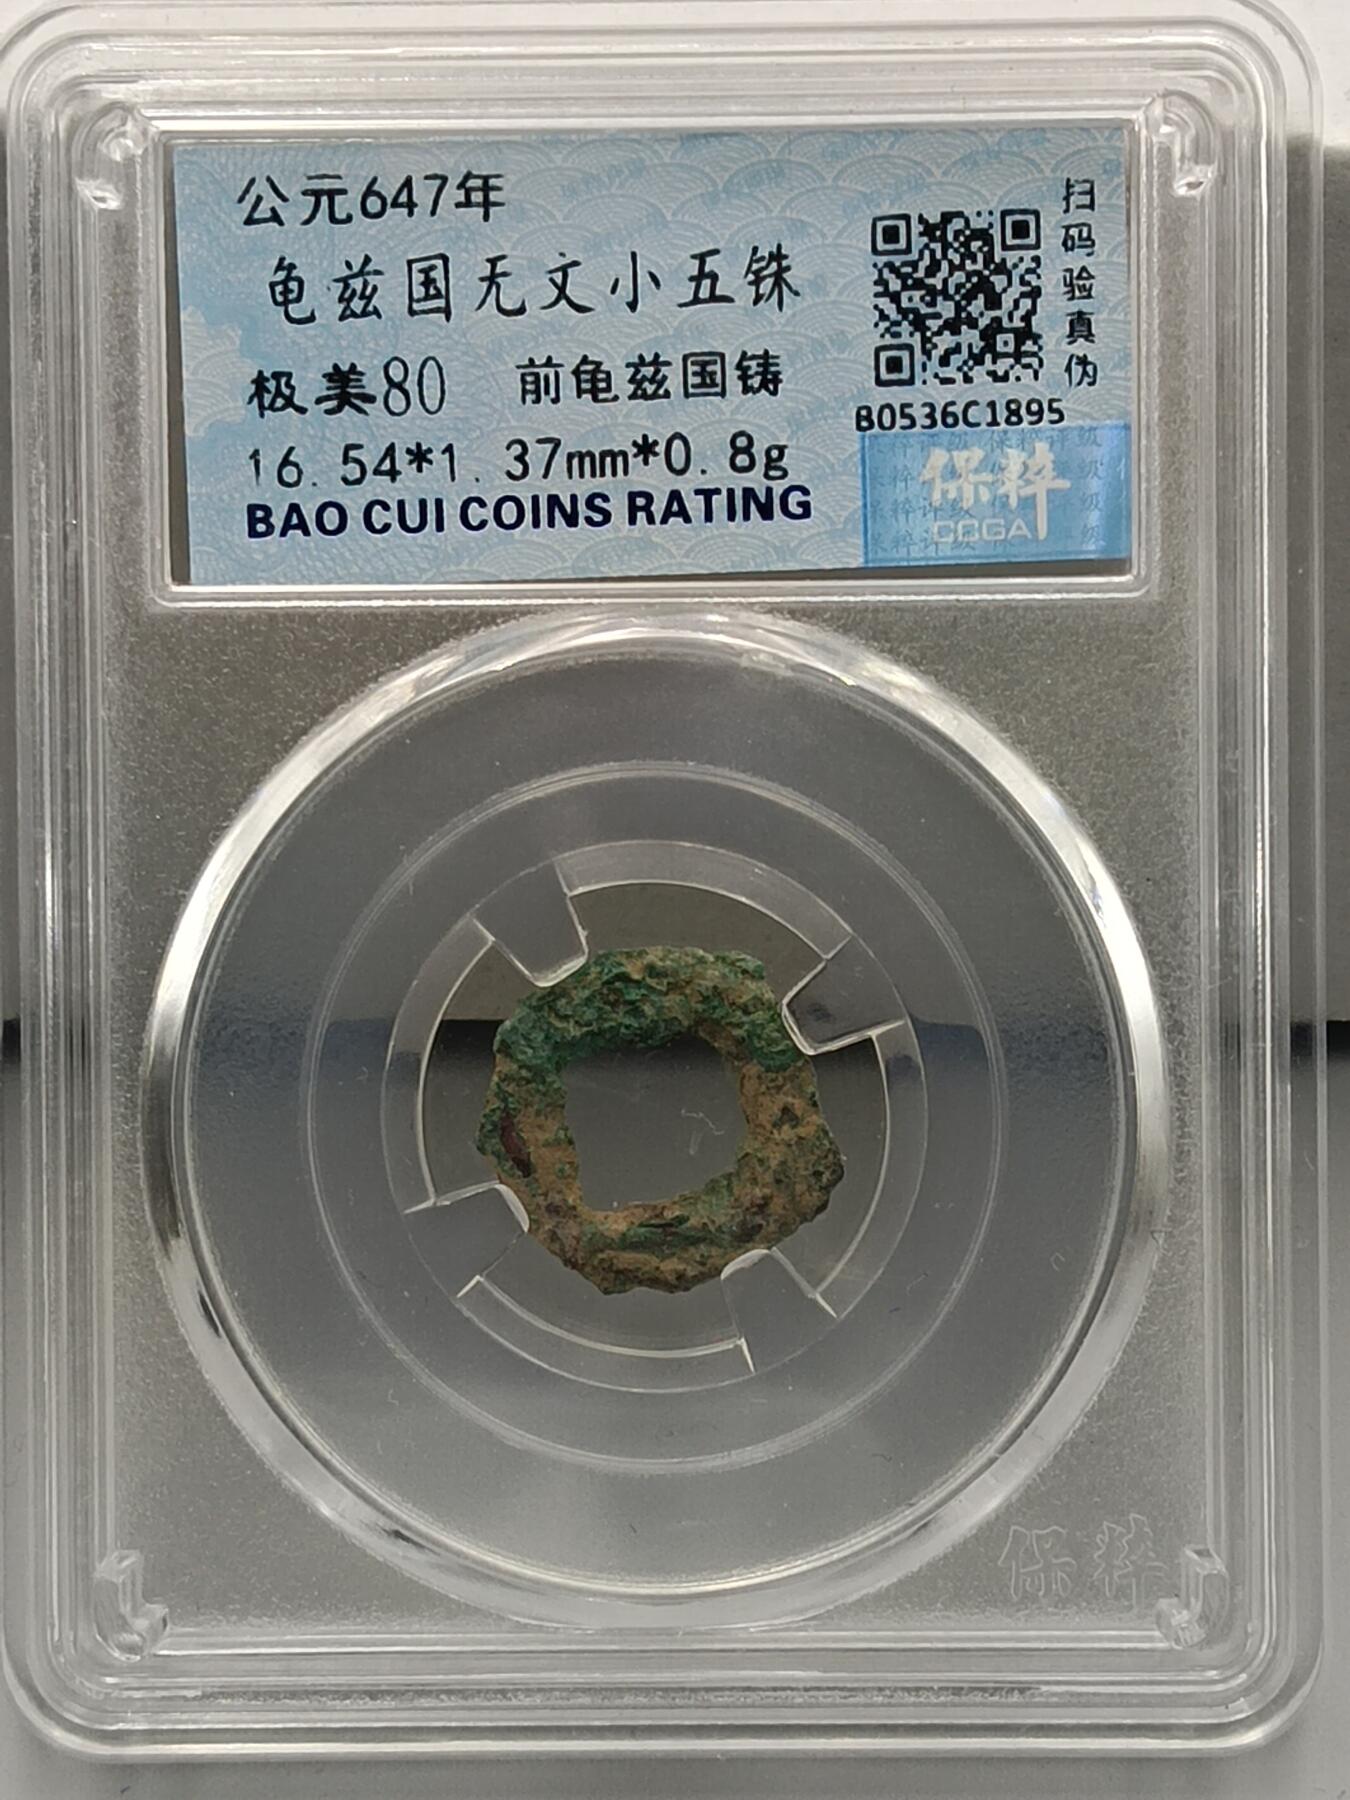 公元647年
龟兹国无文小五铢
极美80 前龟兹国铸
16.54*1.37mm*0.8g
BAO CUI COINS RATING
扫码验真伪
B0536C1895
保粹
CCGA
保粹